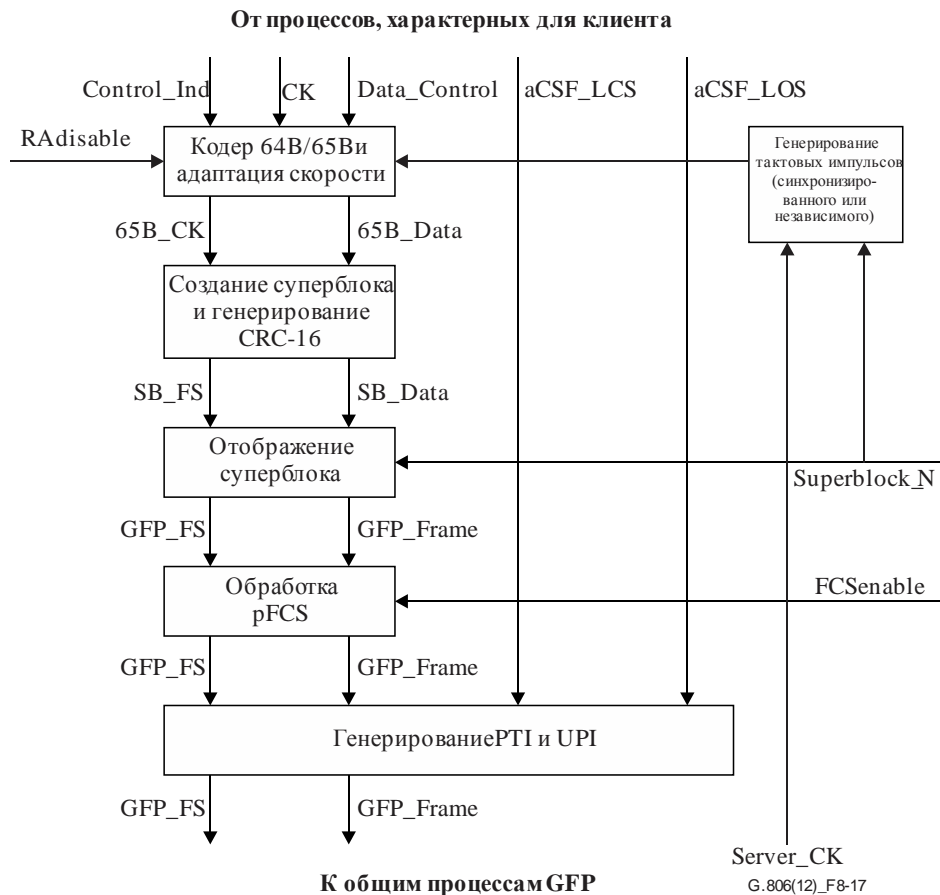 От процессов, характерных для клиента
Control_Ind
CK
Data_Control
aCSF_LCS
aCSF_LOS
RAdisable
Кодер 64B/65Bи
адаптация скорости
Генерирование
тактовых импульсов
(синхронизиро-
ванного или
независимого)
65B_CK
65B_Data
Создание суперблока
и генерирование
CRC-16
SB_FS
SB_Data
Отображение
суперблока
Superblock_N
GFP_FS
GFP_Frame
Обработка
pFCS
FCSenable
GFP_FS
GFP_Frame
ГенерированиеPTI и UPI
GFP_FS
GFP_Frame
Server_CK
К общим процессам GFP
G.806(12)_F8-17